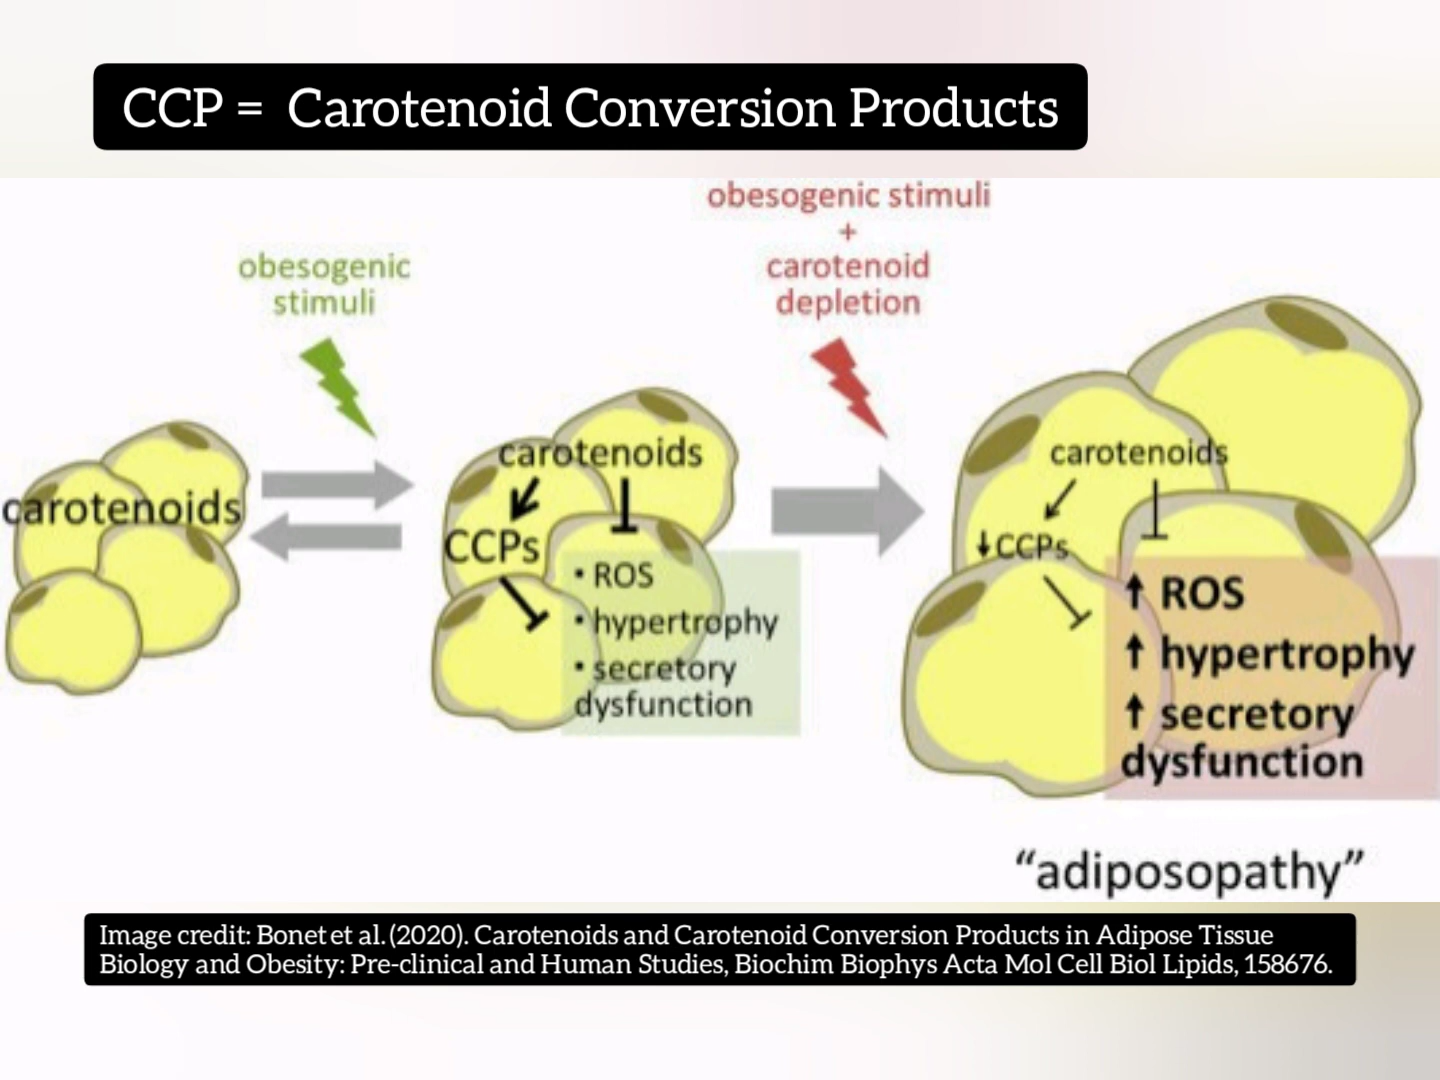 CCP = Carotenoid Conversion Products
obesogenic stimuli
+
carotenoid
depletion
obesogenic
stimuli
carotenoids
carotenoids
CCPs
• ROS
• hypertrophy
• secretory
dysfunction
carotenoids
↓CCPs
↑ ROS
↑ hypertrophy
↑ secretory
dysfunction
“adiposopathy”
Image credit: Bonet et al. (2020). Carotenoids and Carotenoid Conversion Products in Adipose Tissue
Biology and Obesity: Pre-clinical and Human Studies, Biochim Biophys Acta Mol Cell Biol Lipids, 158676.